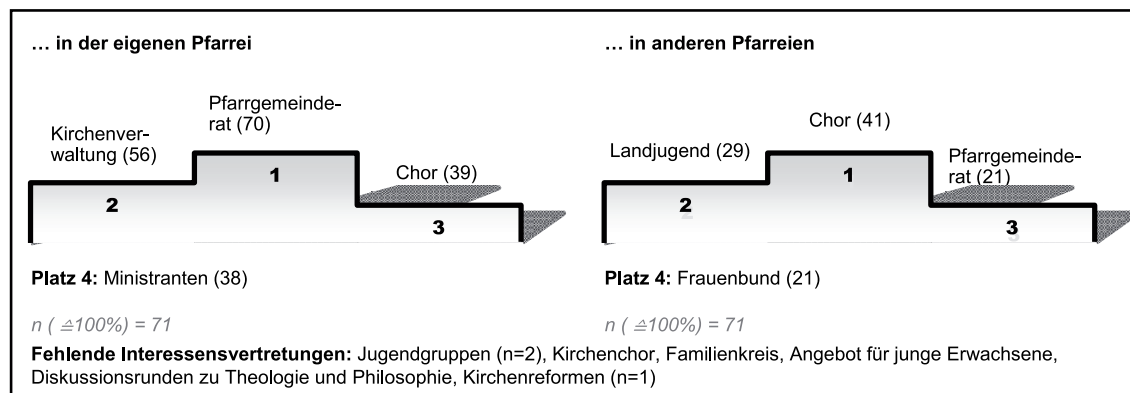 … in der eigenen Pfarrei
Pfarrgemeinde-
rat (70)
Kirchenver-
waltung (56)
Chor (39)
1
2
3
Platz 4: Ministranten (38)
n ( ≙100%) = 71
… in anderen Pfarreien
Chor (41)
Landjugend (29)
Pfarrgemeinde-
rat (21)
1
2
3
Platz 4: Frauenbund (21)
n ( ≙100%) = 71
Fehlende Interessensvertretungen: Jugendgruppen (n=2), Kirchenchor, Familienkreis, Angebot für junge Erwachsene,
Diskussionsrunden zu Theologie und Philosophie, Kirchenreformen (n=1)